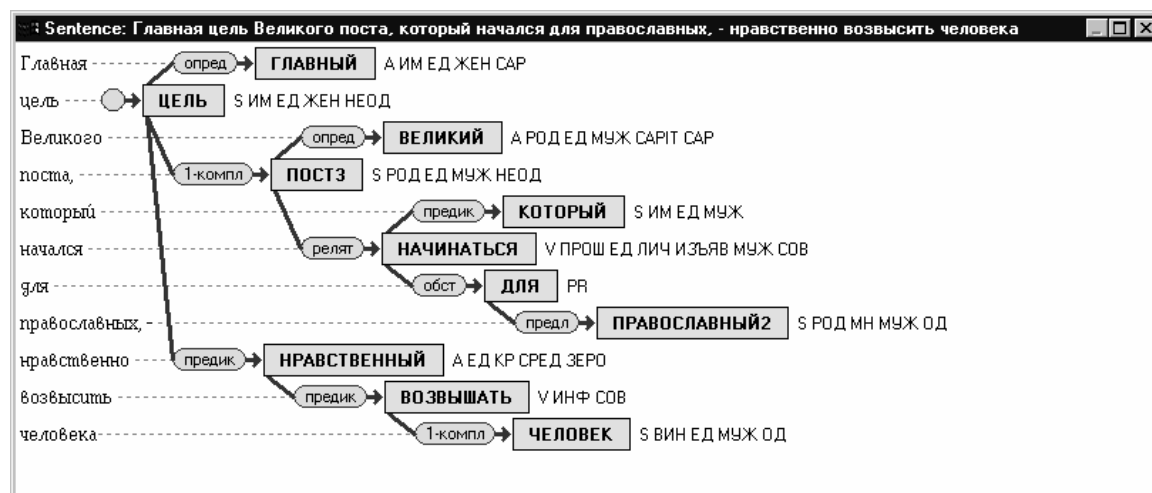 Sentence: Главная цель Великого поста, который начался для православных, - нравственно возвысить человека
Главная опред ГЛАВНЫЙ A ИМ ЕД ЖЕН CAP
цель ЦЕЛЬ S ИМ ЕД ЖЕН НЕОД
Великого опред ВЕЛИКИЙ A РОД ЕД МУЖ CAPIT CAP
поста, 1-компл ПОСТ3 S РОД ЕД МУЖ НЕОД
который предик КОТОРЫЙ S ИМ ЕД МУЖ
начался релят НАЧИНАТЬСЯ V ПРОШ ЕД ЛИЧ ИЗЪЯВ МУЖ СОВ
для обст ДЛЯ PR
православных, предл ПРАВОСЛАВНЫЙ2 S РОД МН МУЖ ОД
нравственно предик НРАВСТВЕННЫЙ A ЕД КР СРЕД ЗЕРО
возвысить предик ВОЗВЫШАТЬ V ИНФ СОВ
человека 1-компл ЧЕЛОВЕК S ВИН ЕД МУЖ ОД